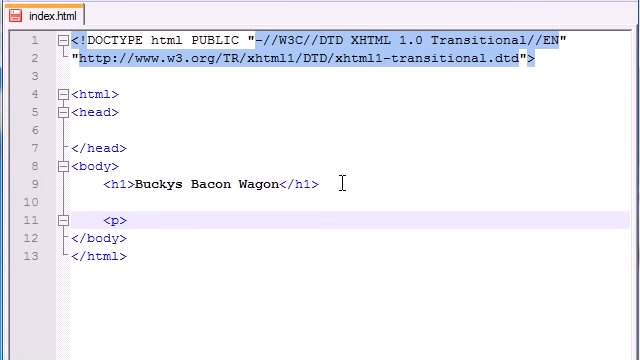 index.html
1 <!DOCTYPE html PUBLIC "-//W3C//DTD XHTML 1.0 Transitional//EN"
2 "http://www.w3.org/TR/xhtml1/DTD/xhtml1-transitional.dtd">
3
4 <html>
5 <head>
6
7 </head>
8 <body>
9 <h1>Buckys Bacon Wagon</h1>
10
11 <p>
12 </body>
13 </html>